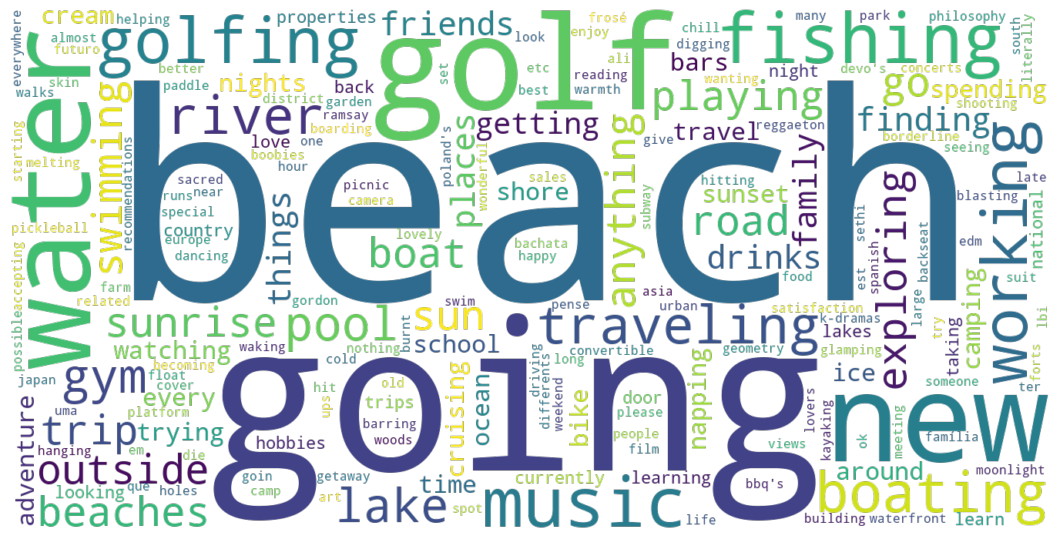 beach
going
golf
new
water
fishing
golfing
working
music
boating
traveling
river
lake
pool
boat
road
sunrise
sun
gym
trip
outside
beaches
exploring
playing
go
anything
swimming
family
places
things
friends
cream
nights
properties
bars
spending
finding
travel
getting
shore
sunset
drinks
school
watching
every
trying
adventure
hobbies
cruising
ocean
bike
napping
time
trips
currently
learning
door
ice
lakes
taking
camping
national
around
learn
looking
country
love
back
night
helping
almost
futuro
everywhere
walks
skin
better
paddle
district
garden
ramsay
boarding
one
boobies
hour
look
set
etc
best
frosé
enjoy
ali
reading
warmth
chill
digging
many
park
devo's
wanting
philosophy
concerts
south
literally
shooting
borderline
seeing
reggaeton
give
hitting
subway
late
blasting
edm
sethi
est
spanish
backseat
large
suit
lbi
try
someone
forts
ter
starting
melting
recommendations
pickleball
accepting
possible
related
farm
sacred
runs
near
special
europe
dancing
picnic
camera
poland's
wonderful
sales
lovely
bachata
happy
gordon
swim
food
asia
urban
pense
satisfaction
k-dramas
glamping
geometry
convertible
long
driving
differents
weekend
burnt
nothing
cold
waking
becoming
float
cover
japan
uma
platform
em
die
hanging
que
holes
camp
goin
getaway
art
spot
hit
ups
old
barring
woods
please
people
film
life
views
bbq's
lovers
kayaking
ok
meeting
família
moonlight
building
waterfront